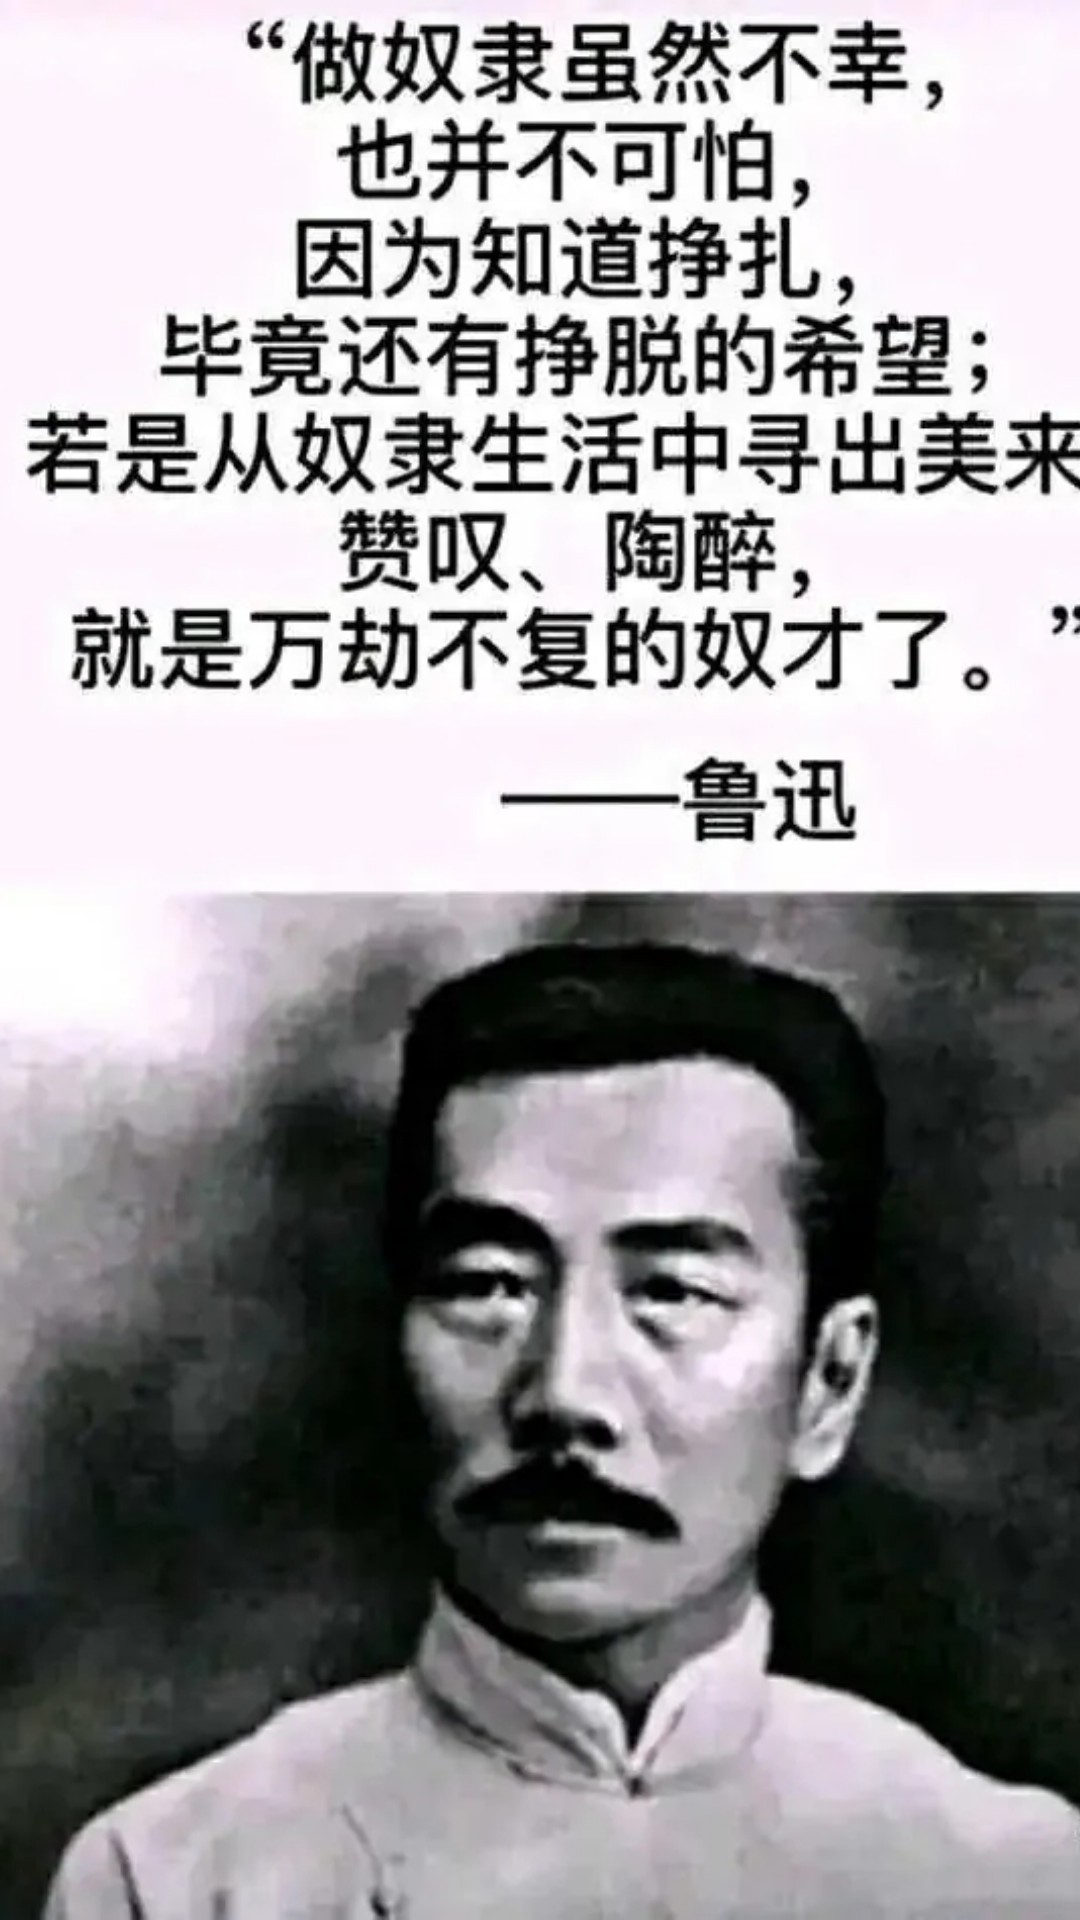 “做奴隶虽然不幸，
也并不可怕，
因为知道挣扎，
毕竟还有挣脱的希望；
若是从奴隶生活中寻出美来
赞叹、陶醉，
就是万劫不复的奴才了。”
——鲁迅